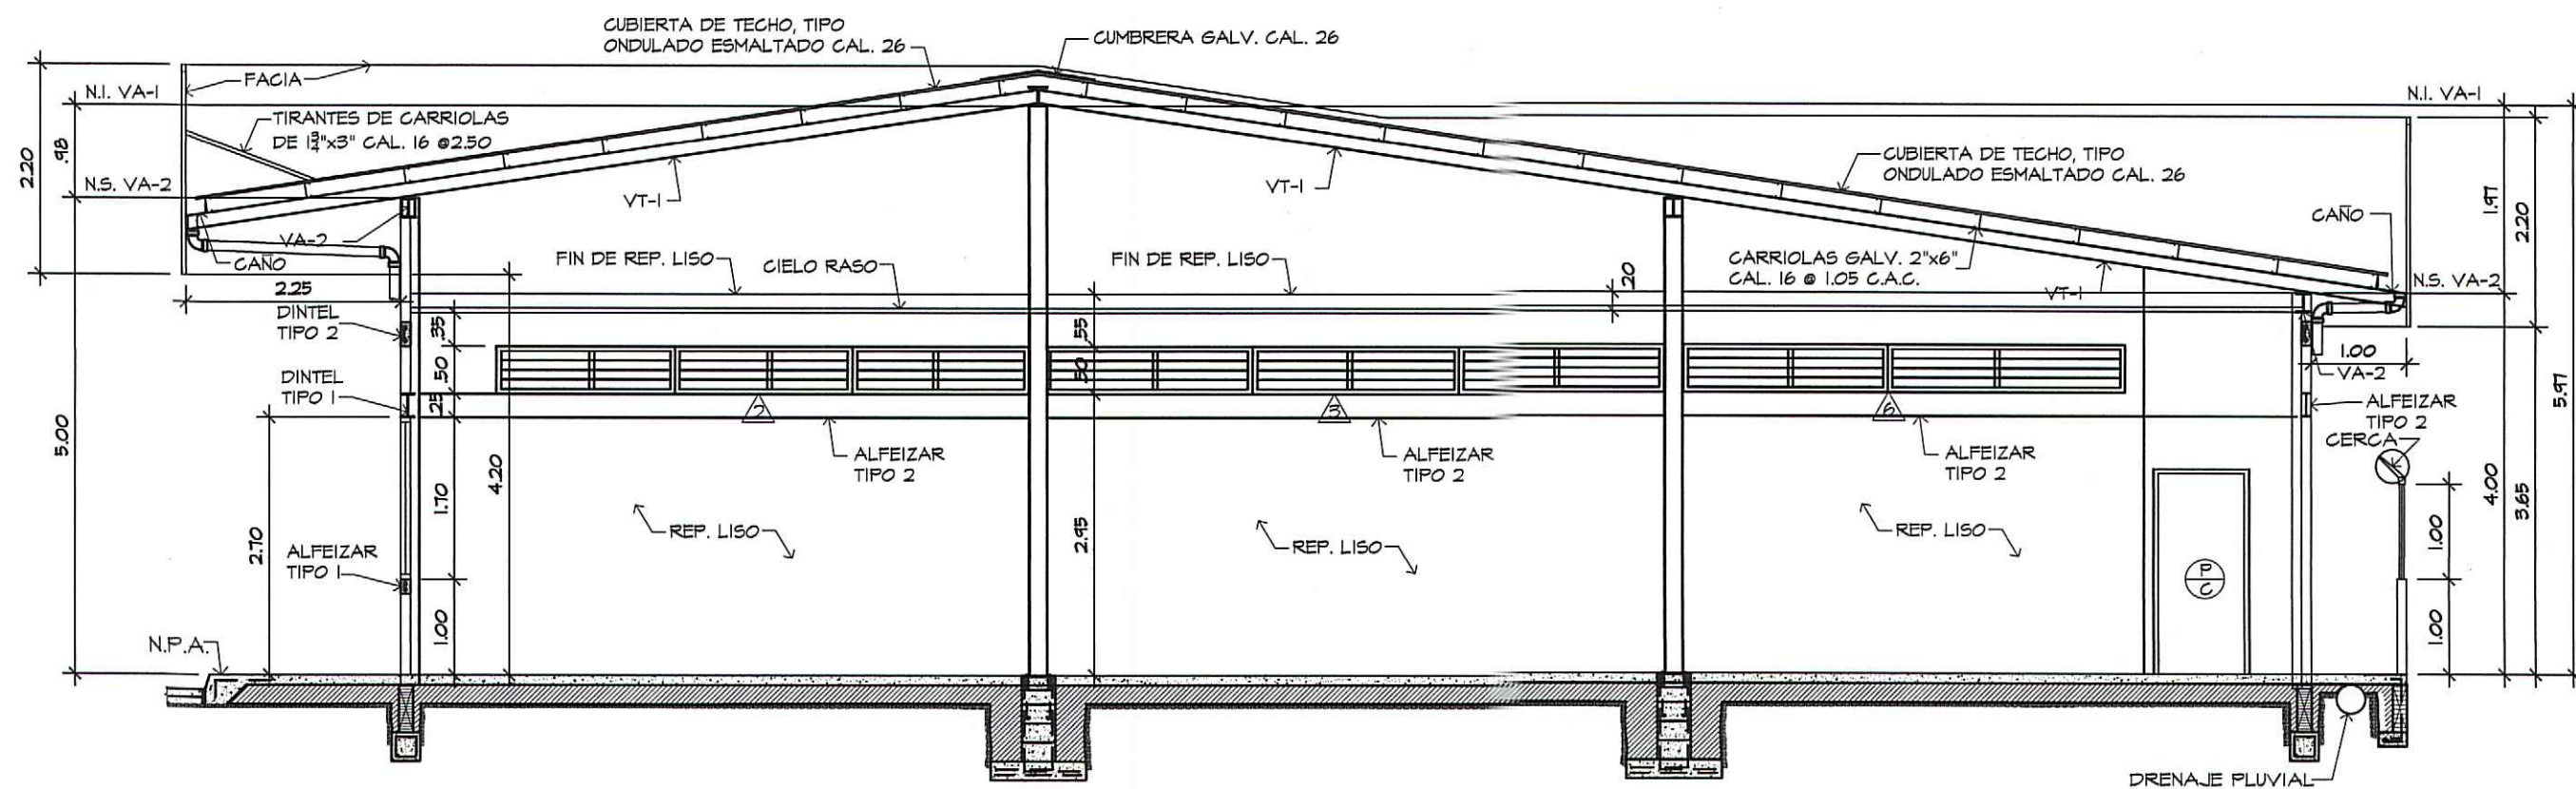 CUBIERTA DE TECHO, TIPO
ONDULADO ESMALTADO CAL. 26
CUMBRERA GALV. CAL. 26
FACIA
N.I. VA-1
N.I. VA-1
TIRANTES DE CARRIOLAS
DE 1¾"x3" CAL. 16 @2.50
2.20
.98
N.S. VA-2
VT-1
VT-1
CUBIERTA DE TECHO, TIPO
ONDULADO ESMALTADO CAL. 26
1.97
2.20
CAÑO
VA-2
CAÑO
FIN DE REP. LISO
CIELO RASO
FIN DE REP. LISO
.20
CARRIOLAS GALV. 2"x6"
CAL. 16 @ 1.05 C.A.C.
VT-1
N.S. VA-2
2.25
DINTEL
TIPO 2
.35
.55
1.00
VA-2
DINTEL
TIPO 1
.50
.50
.25
2
3
6
ALFEIZAR
TIPO 2
5.97
5.00
4.20
ALFEIZAR
TIPO 2
ALFEIZAR
TIPO 2
ALFEIZAR
TIPO 2
CERCA
4.00
3.65
2.70
1.70
2.95
REP. LISO
REP. LISO
REP. LISO
1.00
ALFEIZAR
TIPO 1
P
C
1.00
1.00
N.P.A.
DRENAJE PLUVIAL